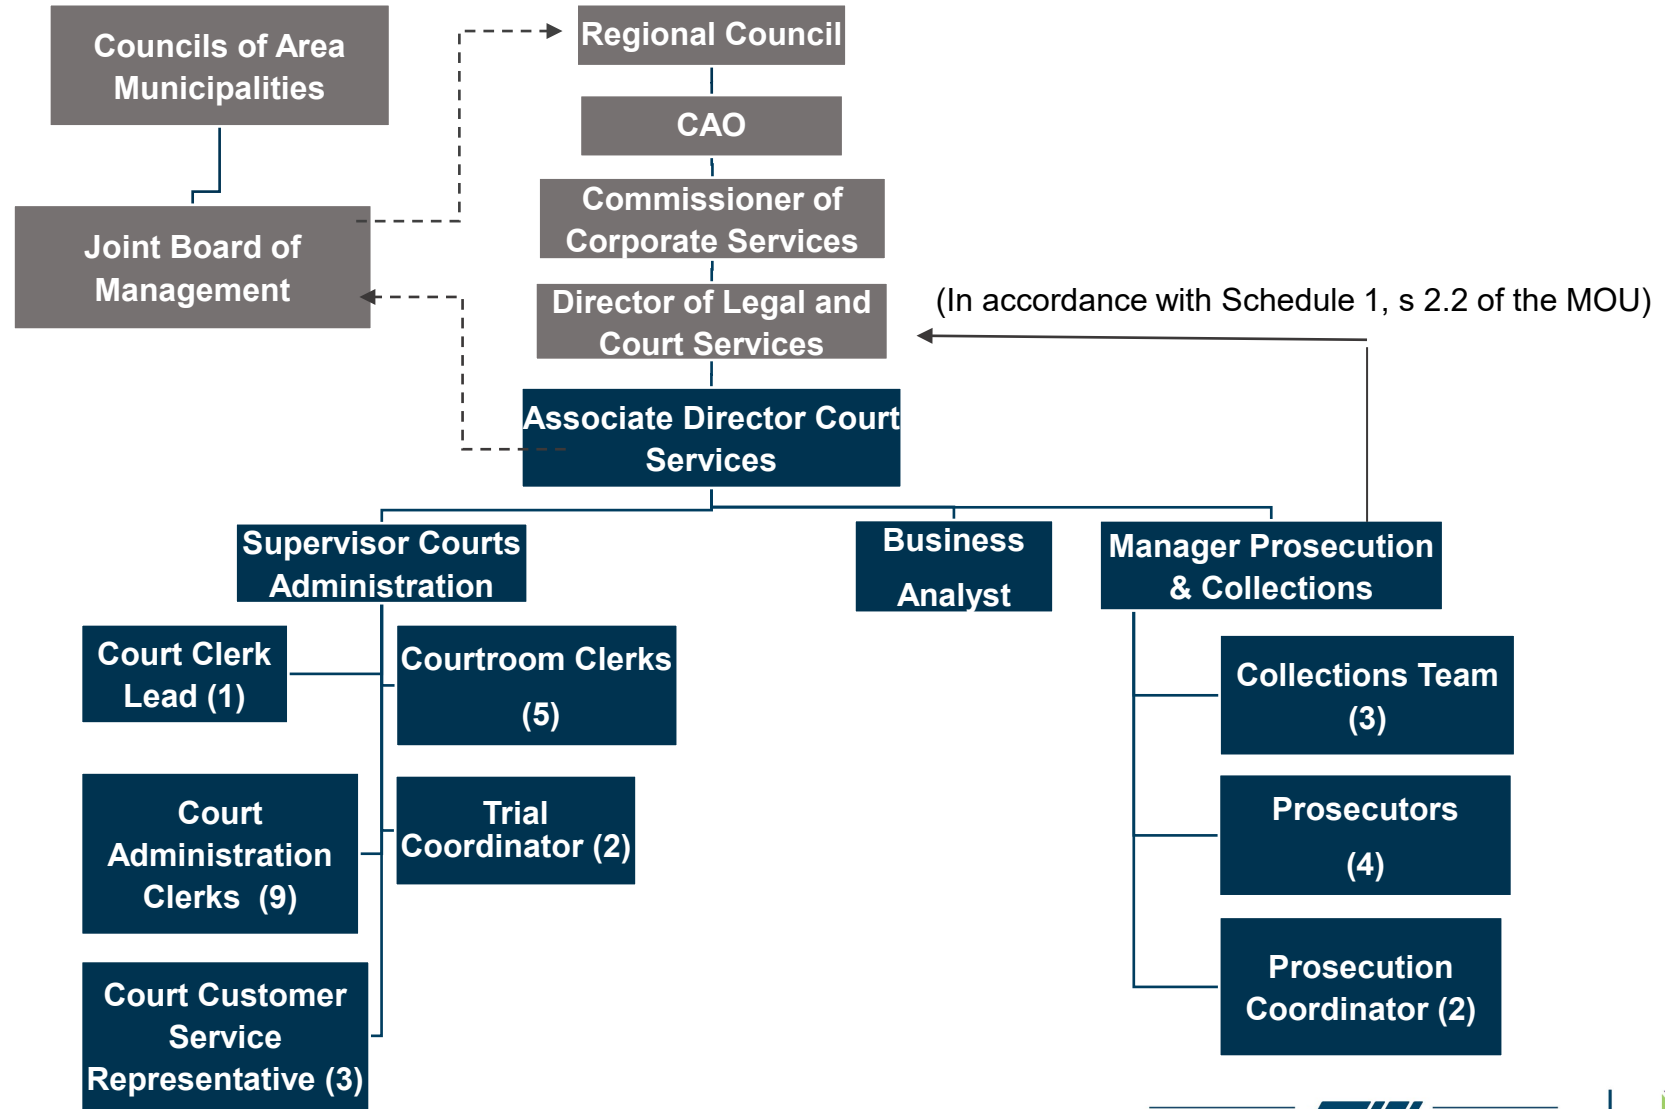 Councils of Area
Municipalities
Regional Council
CAO
Commissioner of
Corporate Services
Joint Board of
Management
Director of Legal and
Court Services
(In accordance with Schedule 1, s 2.2 of the MOU)
Associate Director Court
Services
Supervisor Courts
Administration
Business
Analyst
Manager Prosecution
& Collections
Court Clerk
Lead (1)
Courtroom Clerks
(5)
Collections Team
(3)
Court
Administration
Clerks (9)
Trial
Coordinator (2)
Prosecutors
(4)
Court Customer
Service
Representative (3)
Prosecution
Coordinator (2)